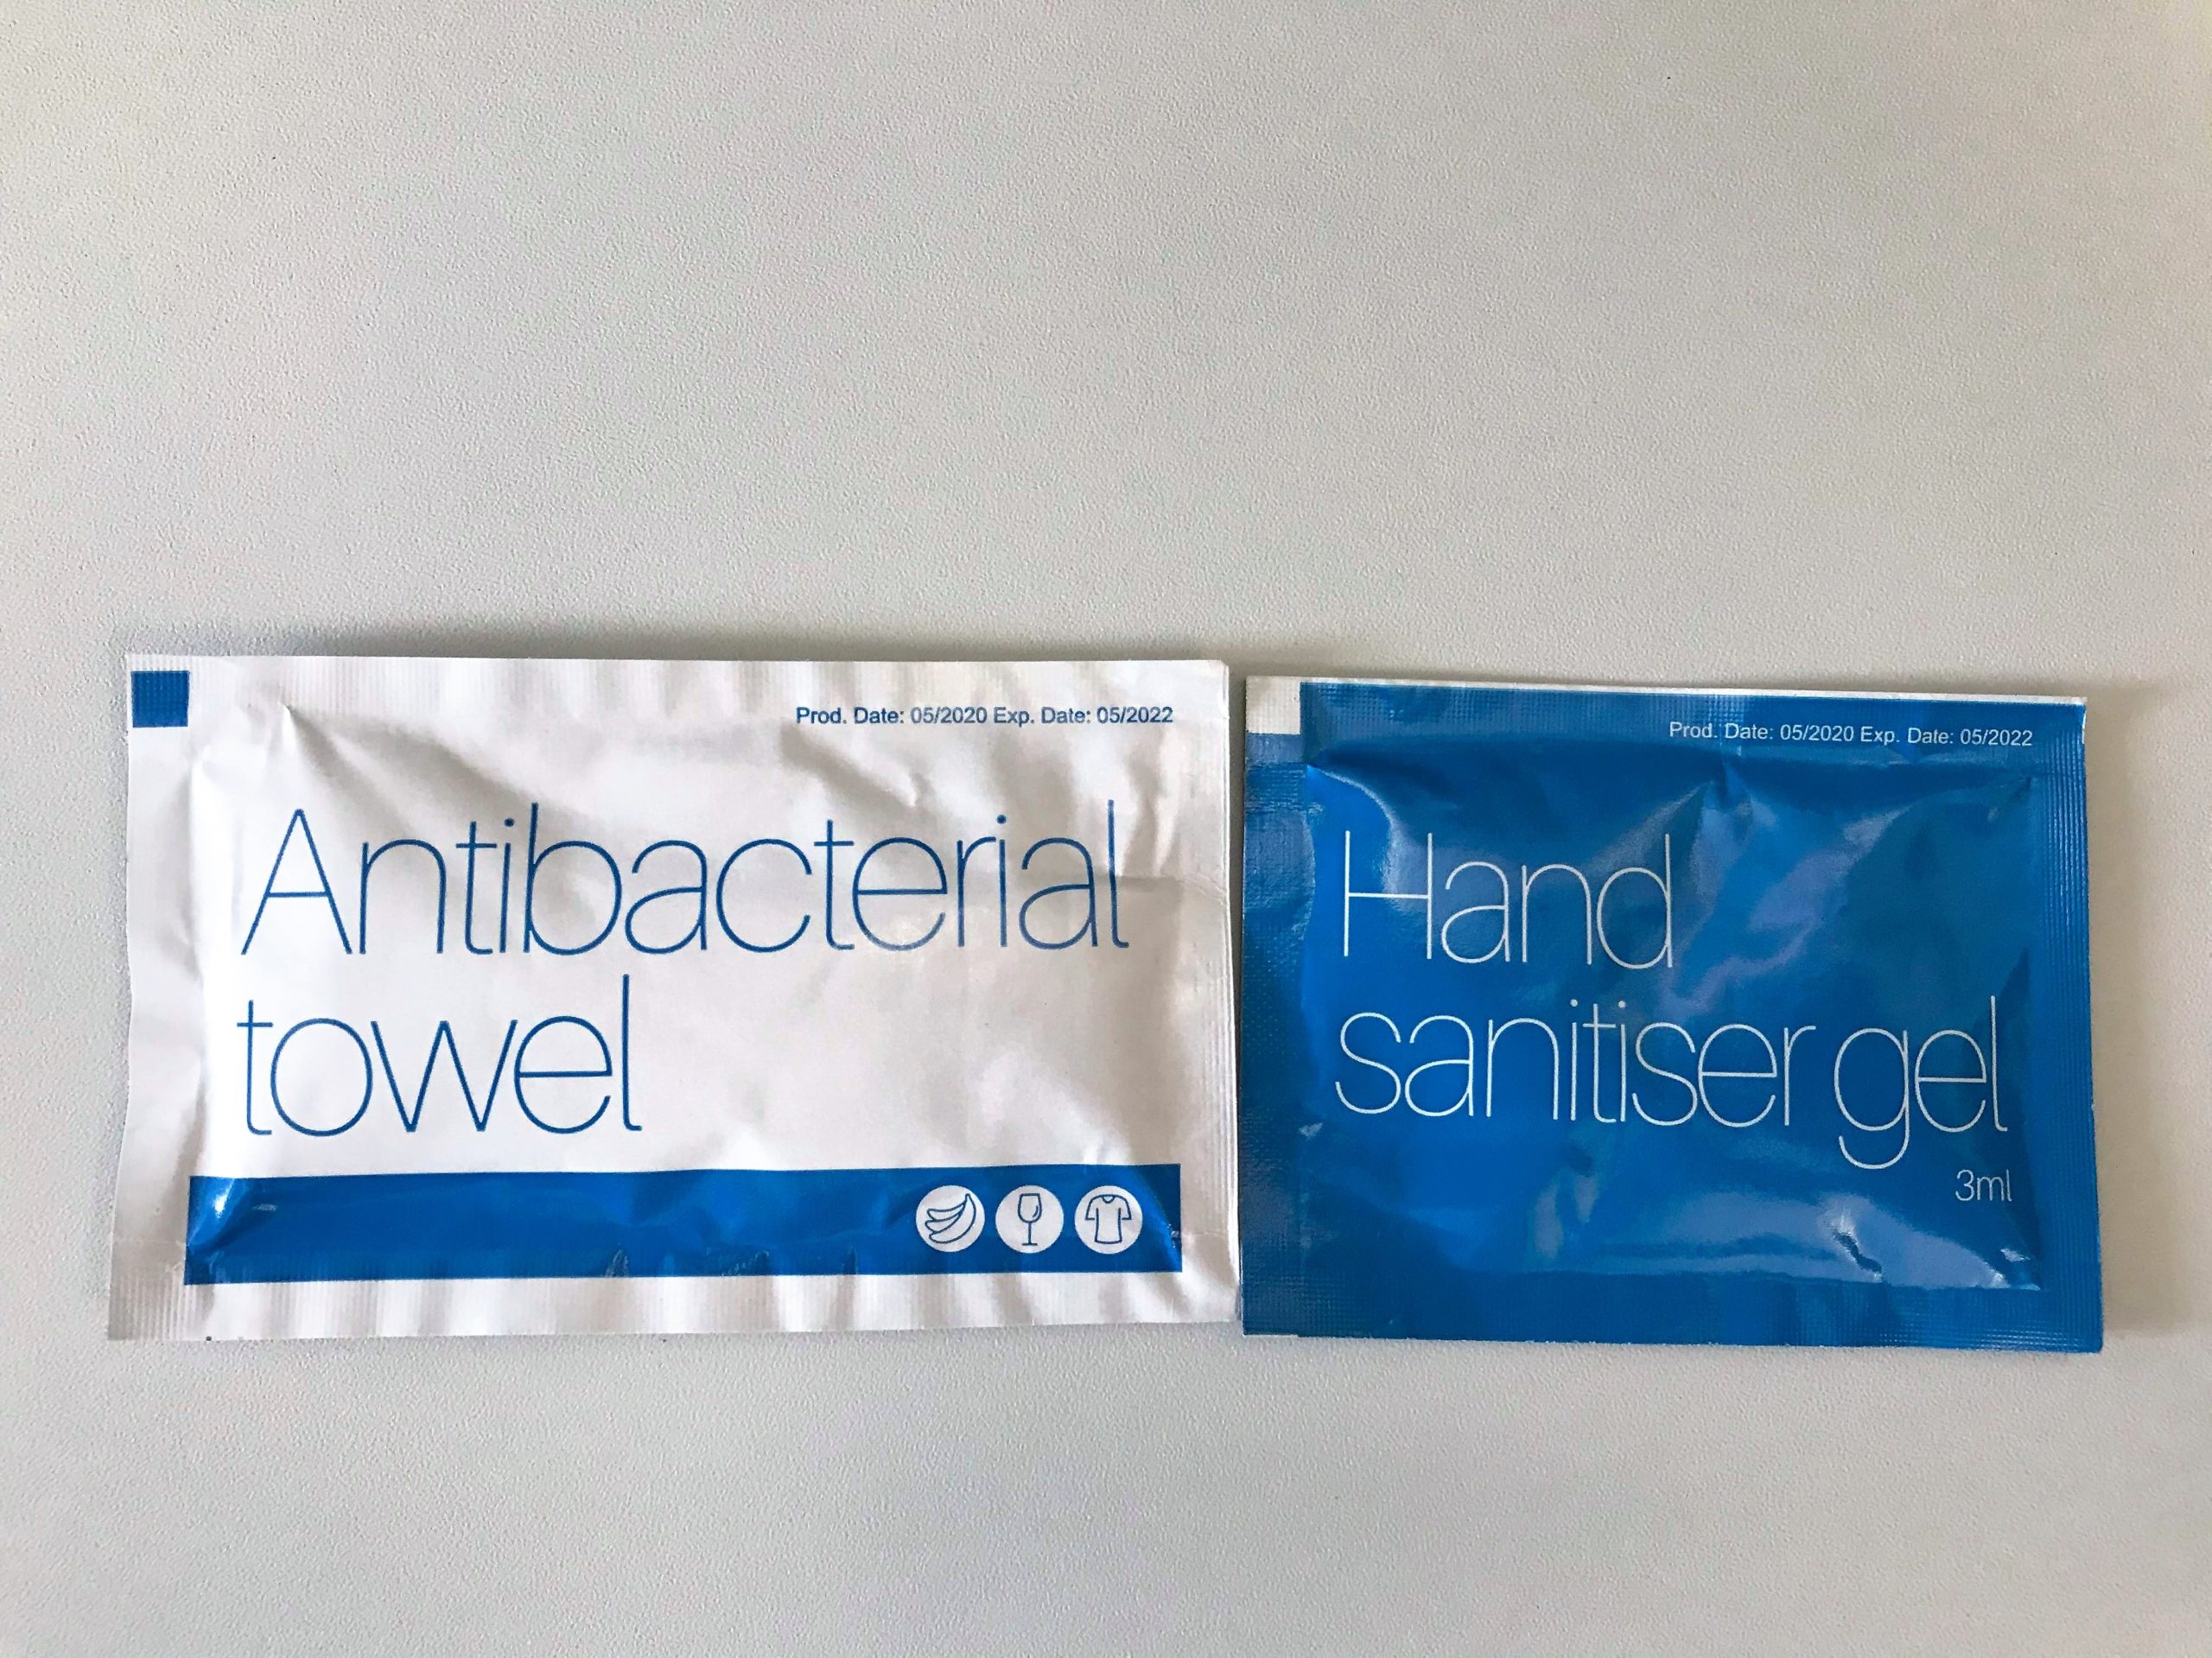 Prod. Date: 05/2020 Exp. Date: 05/2022
Antibacterial
towel
Prod. Date: 05/2020 Exp. Date: 05/2022
Hand
sanitiser gel
3ml